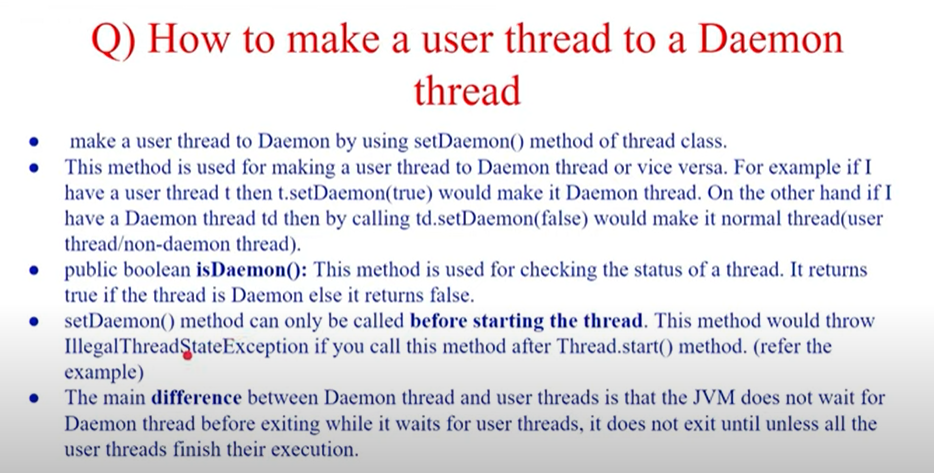 Q) How to make a user thread to a Daemon
thread
● make a user thread to Daemon by using setDaemon() method of thread class.
● This method is used for making a user thread to Daemon thread or vice versa. For example if I
have a user thread t then t.setDaemon(true) would make it Daemon thread. On the other hand if I
have a Daemon thread td then by calling td.setDaemon(false) would make it normal thread(user
thread/non-daemon thread).
● public boolean isDaemon(): This method is used for checking the status of a thread. It returns
true if the thread is Daemon else it returns false.
● setDaemon() method can only be called before starting the thread. This method would throw
IllegalThreadStateException if you call this method after Thread.start() method. (refer the
example)
● The main difference between Daemon thread and user threads is that the JVM does not wait for
Daemon thread before exiting while it waits for user threads, it does not exit until unless all the
user threads finish their execution.